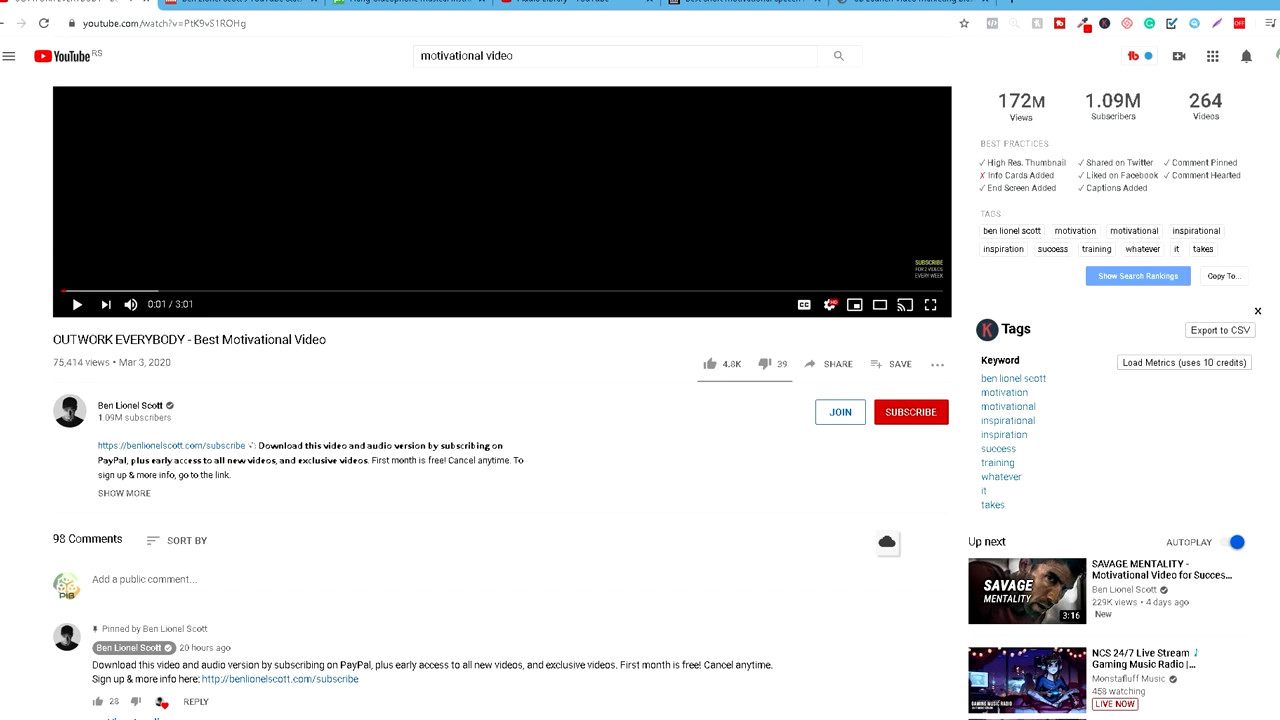 youtube.com/watch?v=PtK9vS1ROHg
YouTube RS
motivational video
172M
Views
1.09M
Subscribers
264
Videos
BEST PRACTICES
✓ High Res. Thumbnail ✓ Shared on Twitter ✓ Comment Pinned
✗ Info Cards Added ✓ Liked on Facebook ✓ Comment Hearted
✓ End Screen Added ✓ Captions Added
TAGS
ben lionel scott motivation motivational inspirational
inspiration success training whatever it takes
Show Search Rankings Copy To...
SUBSCRIBE
FOR 2 VIDEOS
EVERY WEEK
0:01 / 3:01
CC
HD
OUTWORK EVERYBODY - Best Motivational Video
75,414 views • Mar 3, 2020
4.8K 39 SHARE SAVE
Ben Lionel Scott
1.09M subscribers
JOIN SUBSCRIBE
https://benlionelscott.com/subscribe Download this video and audio version by subscribing on
PayPal, plus early access to all new videos, and exclusive videos. First month is free! Cancel anytime. To
sign up & more info, go to the link.
SHOW MORE
98 Comments SORT BY
Add a public comment...
PIB
Pinned by Ben Lionel Scott
Ben Lionel Scott 20 hours ago
Download this video and audio version by subscribing on PayPal, plus early access to all new videos, and exclusive videos. First month is free! Cancel anytime.
Sign up & more info here: http://benlionelscott.com/subscribe
28 REPLY
x
K Tags Export to CSV
Keyword Load Metrics (uses 10 credits)
ben lionel scott
motivation
motivational
inspirational
inspiration
success
training
whatever
it
takes
Up next AUTOPLAY
SAVAGE
MENTALITY
3:16
SAVAGE MENTALITY -
Motivational Video for Succes...
Ben Lionel Scott
229K views • 4 days ago
New
GAMING MUSIC RADIO
NCS 24/7 Live Stream
Gaming Music Radio |...
Monstafluff Music
458 watching
LIVE NOW